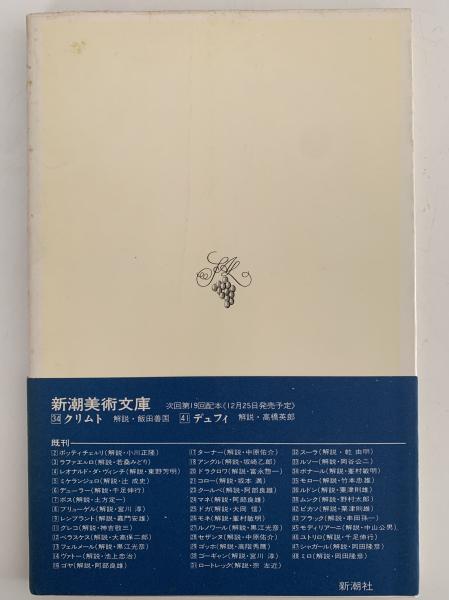 新潮美術文庫 次回第19回配本(12月25日発売予定)
34 クリムト 解説・飯田善国 41 デュフィ 解説・高橋英郎
既刊
2 ボッティチェルリ(解説・小川正隆)
3 ラファエルロ(解説・若桑みどり)
4 レオナルド・ダ・ヴィンチ(解説・東野芳明)
5 ミケランジェロ(解説・辻 成史)
6 デューラー(解説・千足伸行)
7 ボス(解説・土方定一)
8 ブリューゲル(解説・宮川 淳)
9 レンブラント(解説・嘉門安雄)
10 グレコ(解説・神吉敬三)
12 ベラスケス(解説・大高保二郎)
13 フェルメール(解説・黒江光彦)
14 ヴァトー(解説・池上忠治)
16 ゴヤ(解説・阿部良雄)
17 ターナー(解説・中原佑介)
18 アングル(解説・坂崎乙郎)
20 ドラクロワ(解説・富永惣一)
21 コロー(解説・坂本 満)
23 クールベ(解説・阿部良雄)
24 マネ(解説・阿部良雄)
25 ドガ(解説・大岡 信)
26 モネ(解説・峯村敏明)
27 ルノワール(解説・黒江光彦)
28 セザンヌ(解説・中原佑介)
29 ゴッホ(解説・高階秀爾)
30 ゴーギャン(解説・宮川 淳)
31 ロートレック(解説・宗 左近)
32 スーラ(解説・乾 由明)
33 ルソー(解説・岡谷公二)
36 ボナール(解説・峯村敏明)
35 モロー(解説・竹本忠雄)
36 ルドン(解説・粟津則雄)
38 ムンク(解説・野村太郎)
42 ピカソ(解説・粟津則雄)
43 ブラック(解説・串田孫一)
45 モディリアーニ(解説・中山公男)
46 ユトリロ(解説・千足伸行)
47 シャガール(解説・岡田隆彦)
48 ミロ(解説・岡田隆彦)
新潮社